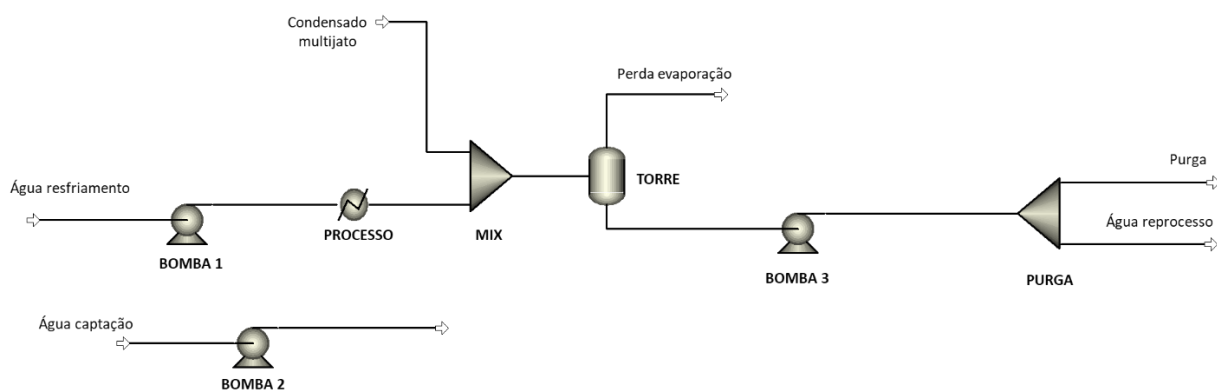 Condensado
multijato
Perda evaporação
TORRE
Purga
Água resfriamento
PROCESSO
MIX
Água reprocesso
BOMBA 1
BOMBA 3
PURGA
Água captação
BOMBA 2